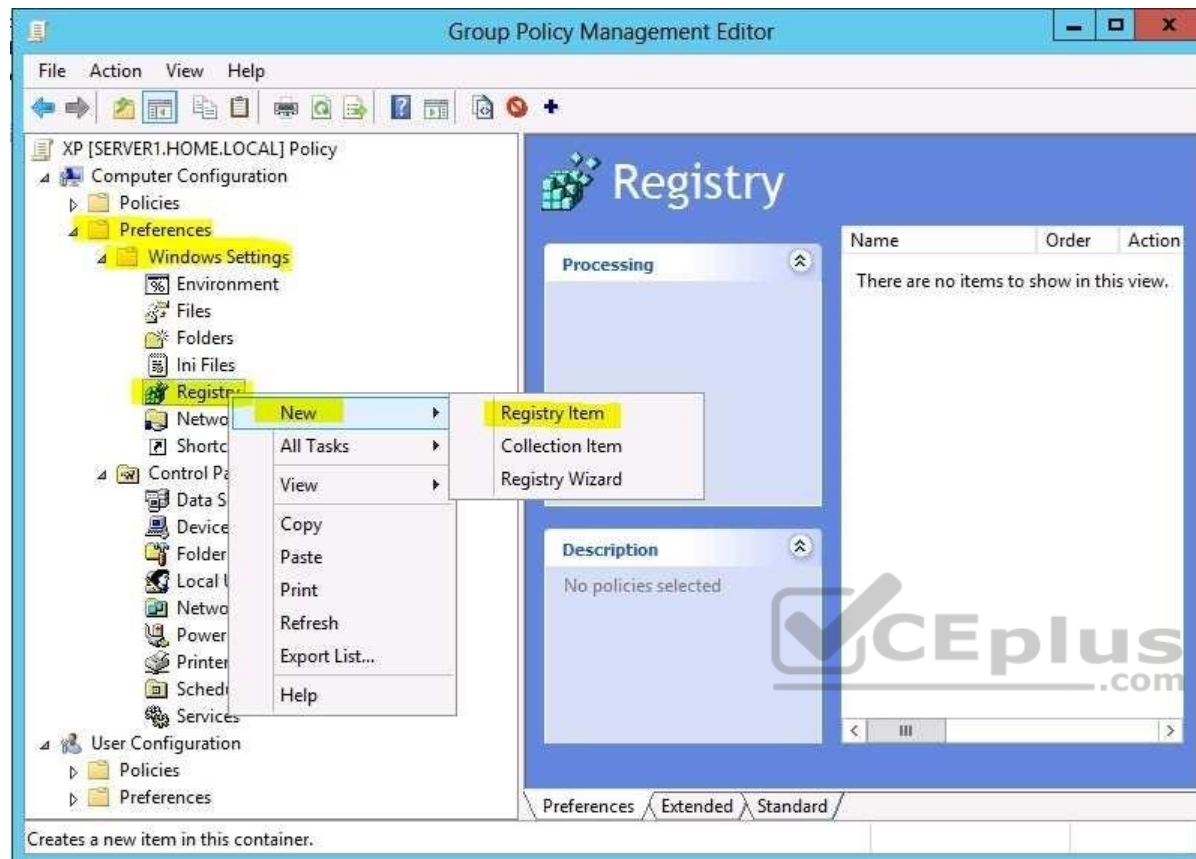 Group Policy Management Editor
File Action View Help
XP [SERVER1.HOME.LOCAL] Policy
Computer Configuration
Policies
Preferences
Windows Settings
Environment
Files
Folders
Ini Files
Registry
Netwo
Shortc
Control Pa
Data S
Device
Folder
Local U
Netwo
Power
Printer
Sched
Services
User Configuration
Policies
Preferences
New
All Tasks
View
Copy
Paste
Print
Refresh
Export List...
Help
Registry Item
Collection Item
Registry Wizard
Registry
Processing
Description
No policies selected
Name Order Action
There are no items to show in this view.
VCEplus
.com
Preferences Extended Standard
Creates a new item in this container.